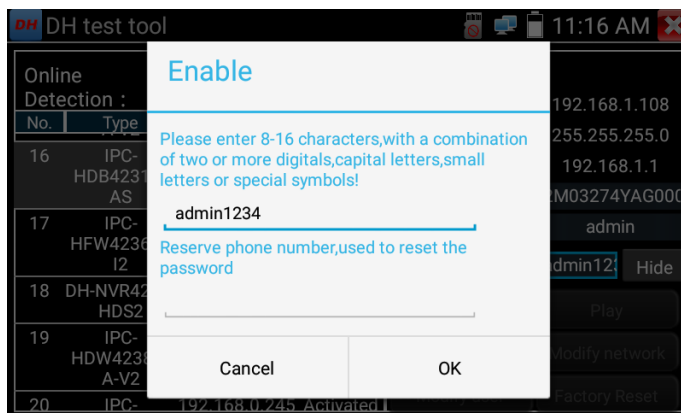 DH DH test tool 11:16 AM
Online
Detection :
No. Type
16 IPC-
HDB4231
AS
17 IPC-
HFW4236
I2
18 DH-NVR42
HDS2
19 IPC-
HDW4238
A-V2
20 IPC- 192.168.0.245 Activated
Enable
Please enter 8-16 characters,with a combination
of two or more digitals,capital letters,small
letters or special symbols!
admin1234
Reserve phone number,used to reset the
password
Cancel OK
192.168.1.108
255.255.255.0
192.168.1.1
2M03274YAG000
admin
admin123 Hide
Play
Modify network
Factory Reset